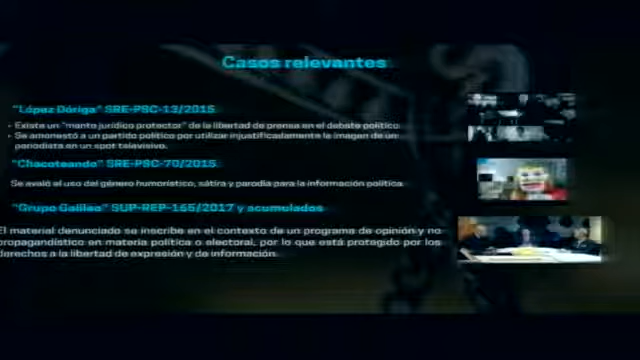 Casos relevantes
"López Dóriga" SRE-PSC-13/2015
• Existe un "manto jurídico protector" de la libertad de prensa en el debate político.
• Se amonestó a un partido político por utilizar injustificadamente la imagen de un
periodista en un spot televisivo.
"Chacoteando" SRE-PSC-70/2015
Se avaló el uso del género humorístico, sátira y parodia para la información política.
"Grupo Galileo" SUP-REP-165/2017 y acumulados
El material denunciado se inscribe en el contexto de un programa de opinión y no
propagandístico en materia política o electoral, por lo que está protegido por los
derechos a la libertad de expresión y de información.